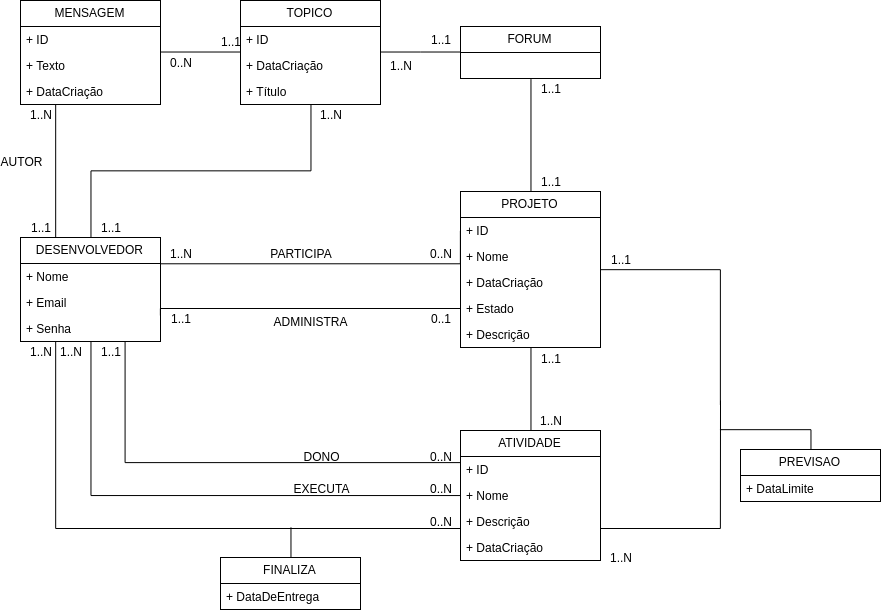 MENSAGEM
+ ID
+ Texto
+ DataCriação
TOPICO
+ ID
+ DataCriação
+ Título
FORUM
1..1
0..N
1..1
1..N
1..N
1..N
1..1
AUTOR
1..1
1..1
1..1
DESENVOLVEDOR
+ Nome
+ Email
+ Senha
PROJETO
+ ID
+ Nome
+ DataCriação
+ Estado
+ Descrição
1..N
PARTICIPA
0..N
1..1
1..1
ADMINISTRA
0..1
1..N
1..N
1..1
1..1
1..N
DONO
0..N
EXECUTA
0..N
0..N
ATIVIDADE
+ ID
+ Nome
+ Descrição
+ DataCriação
PREVISAO
+ DataLimite
1..N
FINALIZA
+ DataDeEntrega